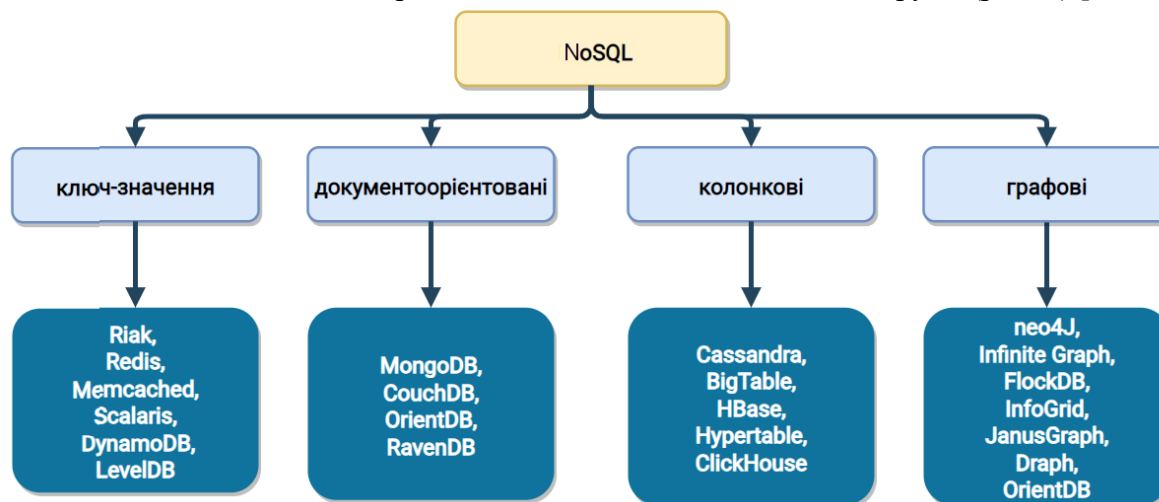 NoSQL
ключ-значення
документоорієнтовані
колонкові
графові
Riak,
Redis,
Memcached,
Scalaris,
DynamoDB,
LevelDB
MongoDB,
CouchDB,
OrientDB,
RavenDB
Cassandra,
BigTable,
HBase,
Hypertable,
ClickHouse
neo4J,
Infinite Graph,
FlockDB,
InfoGrid,
JanusGraph,
Draph,
OrientDB